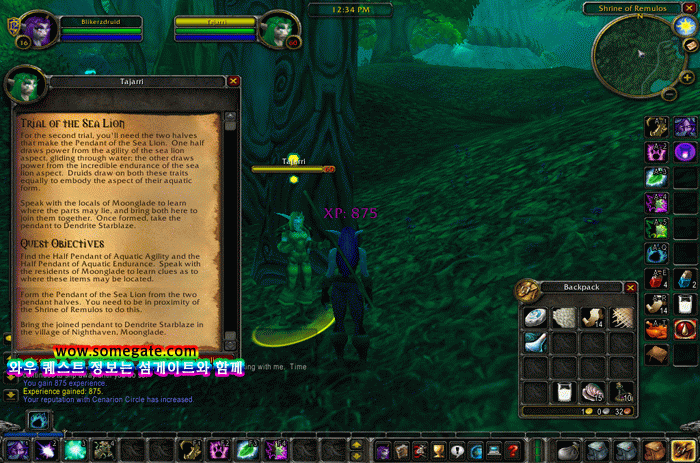 Blikerzdruid
16
Tajarri
60
12:34 PM
Shrine of Remulos
N
Tajarri
TRIAL OF THE SEA LION
For the second trial, you'll need the two halves
that make the Pendant of the Sea Lion. One half
draws power from the agility of the sea lion
aspect, gliding through water; the other draws
power from the incredible endurance of the sea
lion aspect. Druids draw on both these traits
equally to embody the aspect of their aquatic
form.
Speak with the locals of Moonglade to learn
where the parts may lie, and bring both here to
join them together. Once formed, take the
pendant to Dendrite Starblaze.
QUEST OBJECTIVES
Find the Half Pendant of Aquatic Agility and the
Half Pendant of Aquatic Endurance. Speak with
the residents of Moonglade to learn clues as to
where these items may be located.
Form the Pendant of the Sea Lion from the two
pendant halves. You need to be in proximity of
the Shrine of Remulos to do this.
Bring the joined pendant to Dendrite Starblaze in
the village of Nighthaven, Moonglade.
Tajarri
XP: 875
Backpack
14
15
10
1 0 32
www.somegate.com
와우 퀘스트 정보는 섬게이트와 함께
ng with me. Time
You gain 875 experience.
Experience gained: 875.
Your reputation with Cenarion Circle has increased